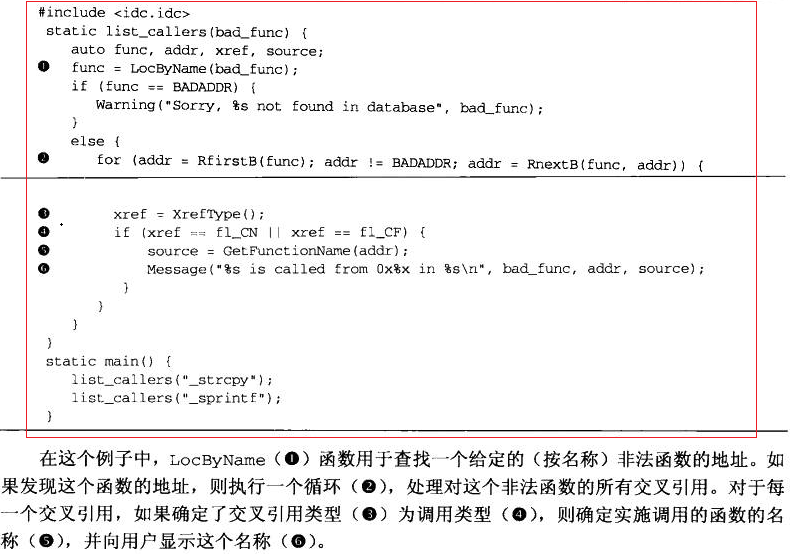 #include <idc.idc>
static list_callers(bad_func) {
auto func, addr, xref, source;
❶ func = LocByName(bad_func);
if (func == BADADDR) {
Warning("Sorry, %s not found in database", bad_func);
}
else {
❷ for (addr = RfirstB(func); addr != BADADDR; addr = RnextB(func, addr)) {
❸ xref = XrefType();
❹ if (xref == fl_CN || xref == fl_CF) {
❺ source = GetFunctionName(addr);
❻ Message("%s is called from 0x%x in %s\n", bad_func, addr, source);
}
}
}
}
static main() {
list_callers("_strcpy");
list_callers("_sprintf");
}
在这个例子中，LocByName（❶）函数用于查找一个给定的（按名称）非法函数的地址。如
果发现这个函数的地址，则执行一个循环（❷），处理对这个非法函数的所有交叉引用。对于每
一个交叉引用，如果确定了交叉引用类型（❸）为调用类型（❹），则确定实施调用的函数的名
称（❺），并向用户显示这个名称（❻）。